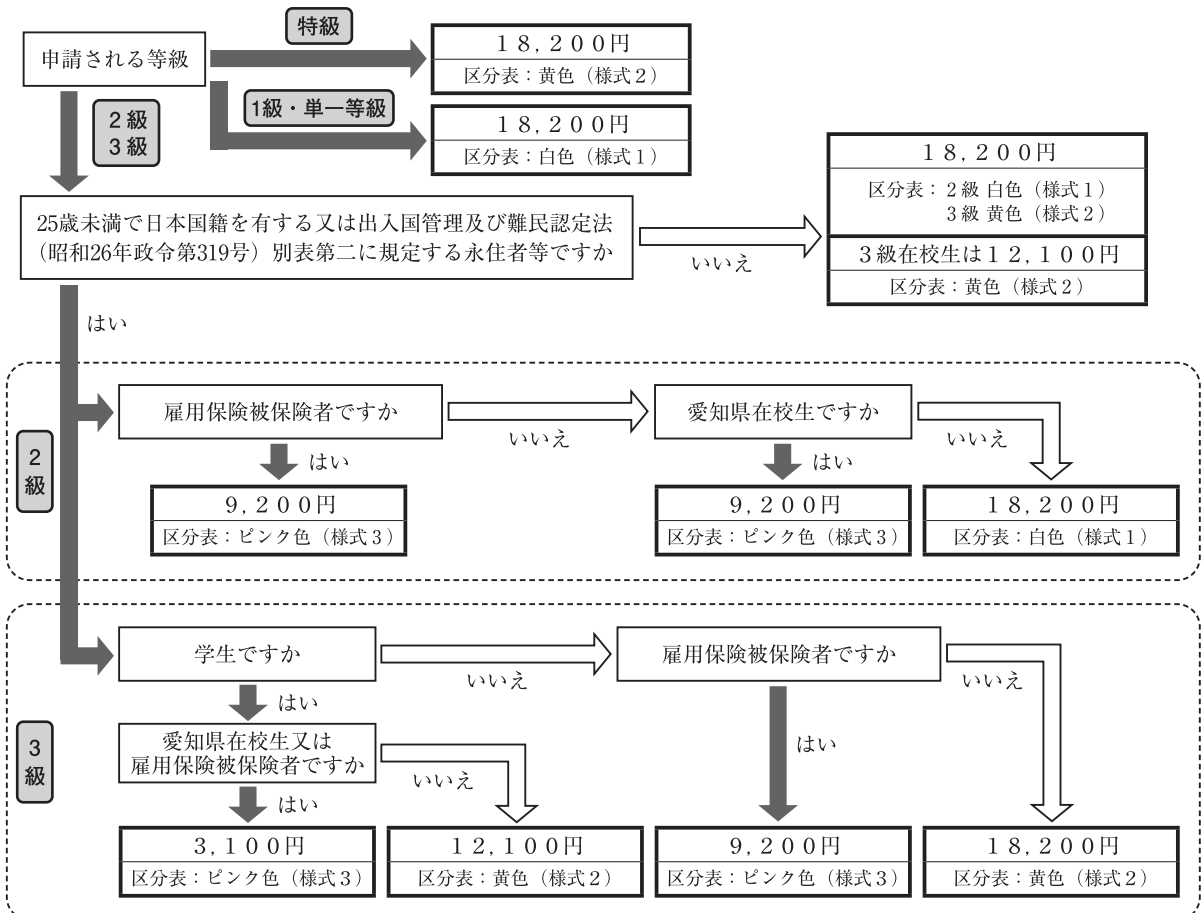 特級
申請される等級
１８,２００円
区分表：黄色（様式２）
1級・単一等級
１８,２００円
区分表：白色（様式１）
２級
３級
25歳未満で日本国籍を有する又は出入国管理及び難民認定法
（昭和26年政令第319号）別表第二に規定する永住者等ですか
いいえ
１８,２００円
区分表：２級 白色（様式１）
３級 黄色（様式２）
３級在校生は１２,１００円
区分表：黄色（様式２）
はい
２級
雇用保険被保険者ですか
いいえ
愛知県在校生ですか
いいえ
はい
はい
９,２００円
区分表：ピンク色（様式３）
９,２００円
区分表：ピンク色（様式３）
１８,２００円
区分表：白色（様式１）
３級
学生ですか
いいえ
雇用保険被保険者ですか
いいえ
はい
愛知県在校生又は
雇用保険被保険者ですか
いいえ
はい
はい
３,１００円
区分表：ピンク色（様式３）
１２,１００円
区分表：黄色（様式２）
９,２００円
区分表：ピンク色（様式３）
１８,２００円
区分表：黄色（様式２）